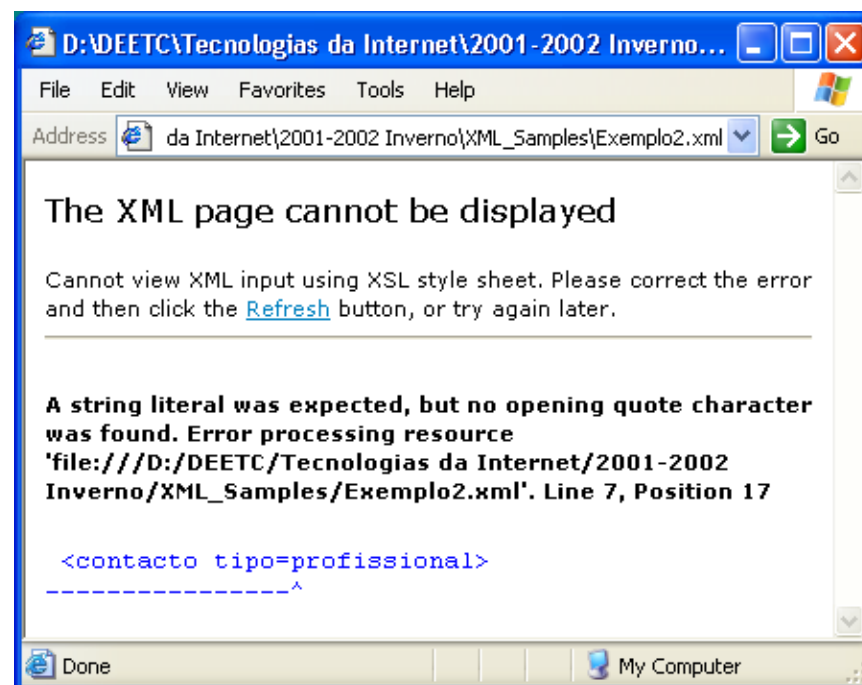 D:\DEETC\Tecnologias da Internet\2001-2002 Inverno...
File Edit View Favorites Tools Help
Address da Internet\2001-2002 Inverno\XML_Samples\Exemplo2.xml Go
The XML page cannot be displayed
Cannot view XML input using XSL style sheet. Please correct the error
and then click the Refresh button, or try again later.
A string literal was expected, but no opening quote character
was found. Error processing resource
'file:///D:/DEETC/Tecnologias da Internet/2001-2002
Inverno/XML_Samples/Exemplo2.xml'. Line 7, Position 17
<contacto tipo=profissional>
----------------^
Done My Computer